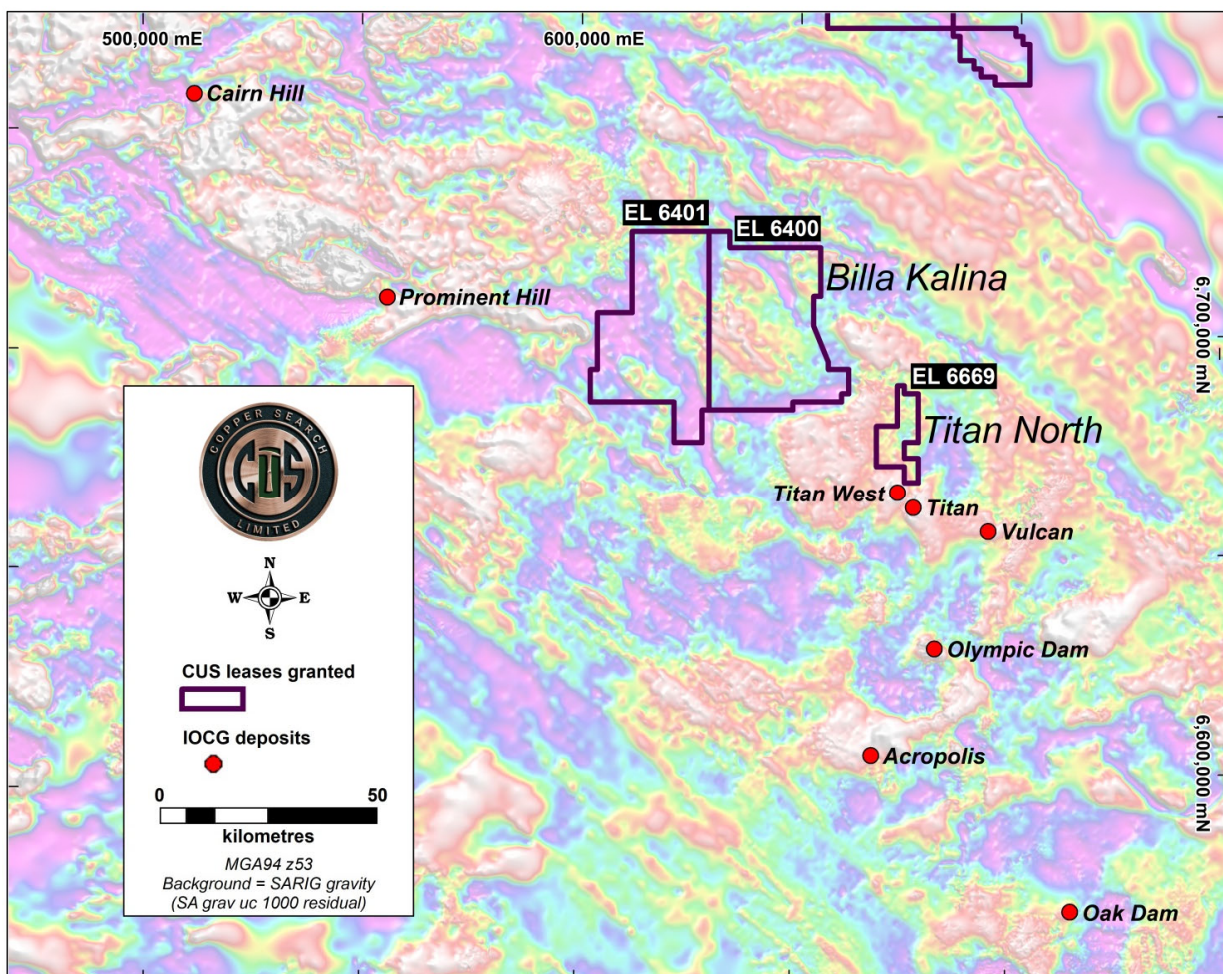 500,000 mE
600,000 mE
Cairn Hill
EL 6401
EL 6400
Billa Kalina
Prominent Hill
6,700,000 mN
EL 6669
Titan North
Titan West
Titan
Vulcan
Olympic Dam
Acropolis
6,600,000 mN
Oak Dam
COPPER SEARCH
CUS
LIMITED
N
W
E
S
CUS leases granted
IOCG deposits
0
50
kilometres
MGA94 z53
Background = SARIG gravity
(SA grav uc 1000 residual)